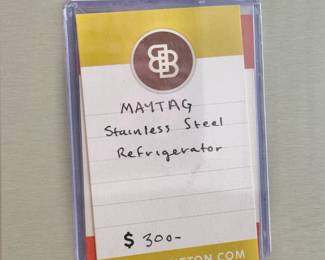 MAYTAG
Stainless Steel
Refrigerator
$ 300-